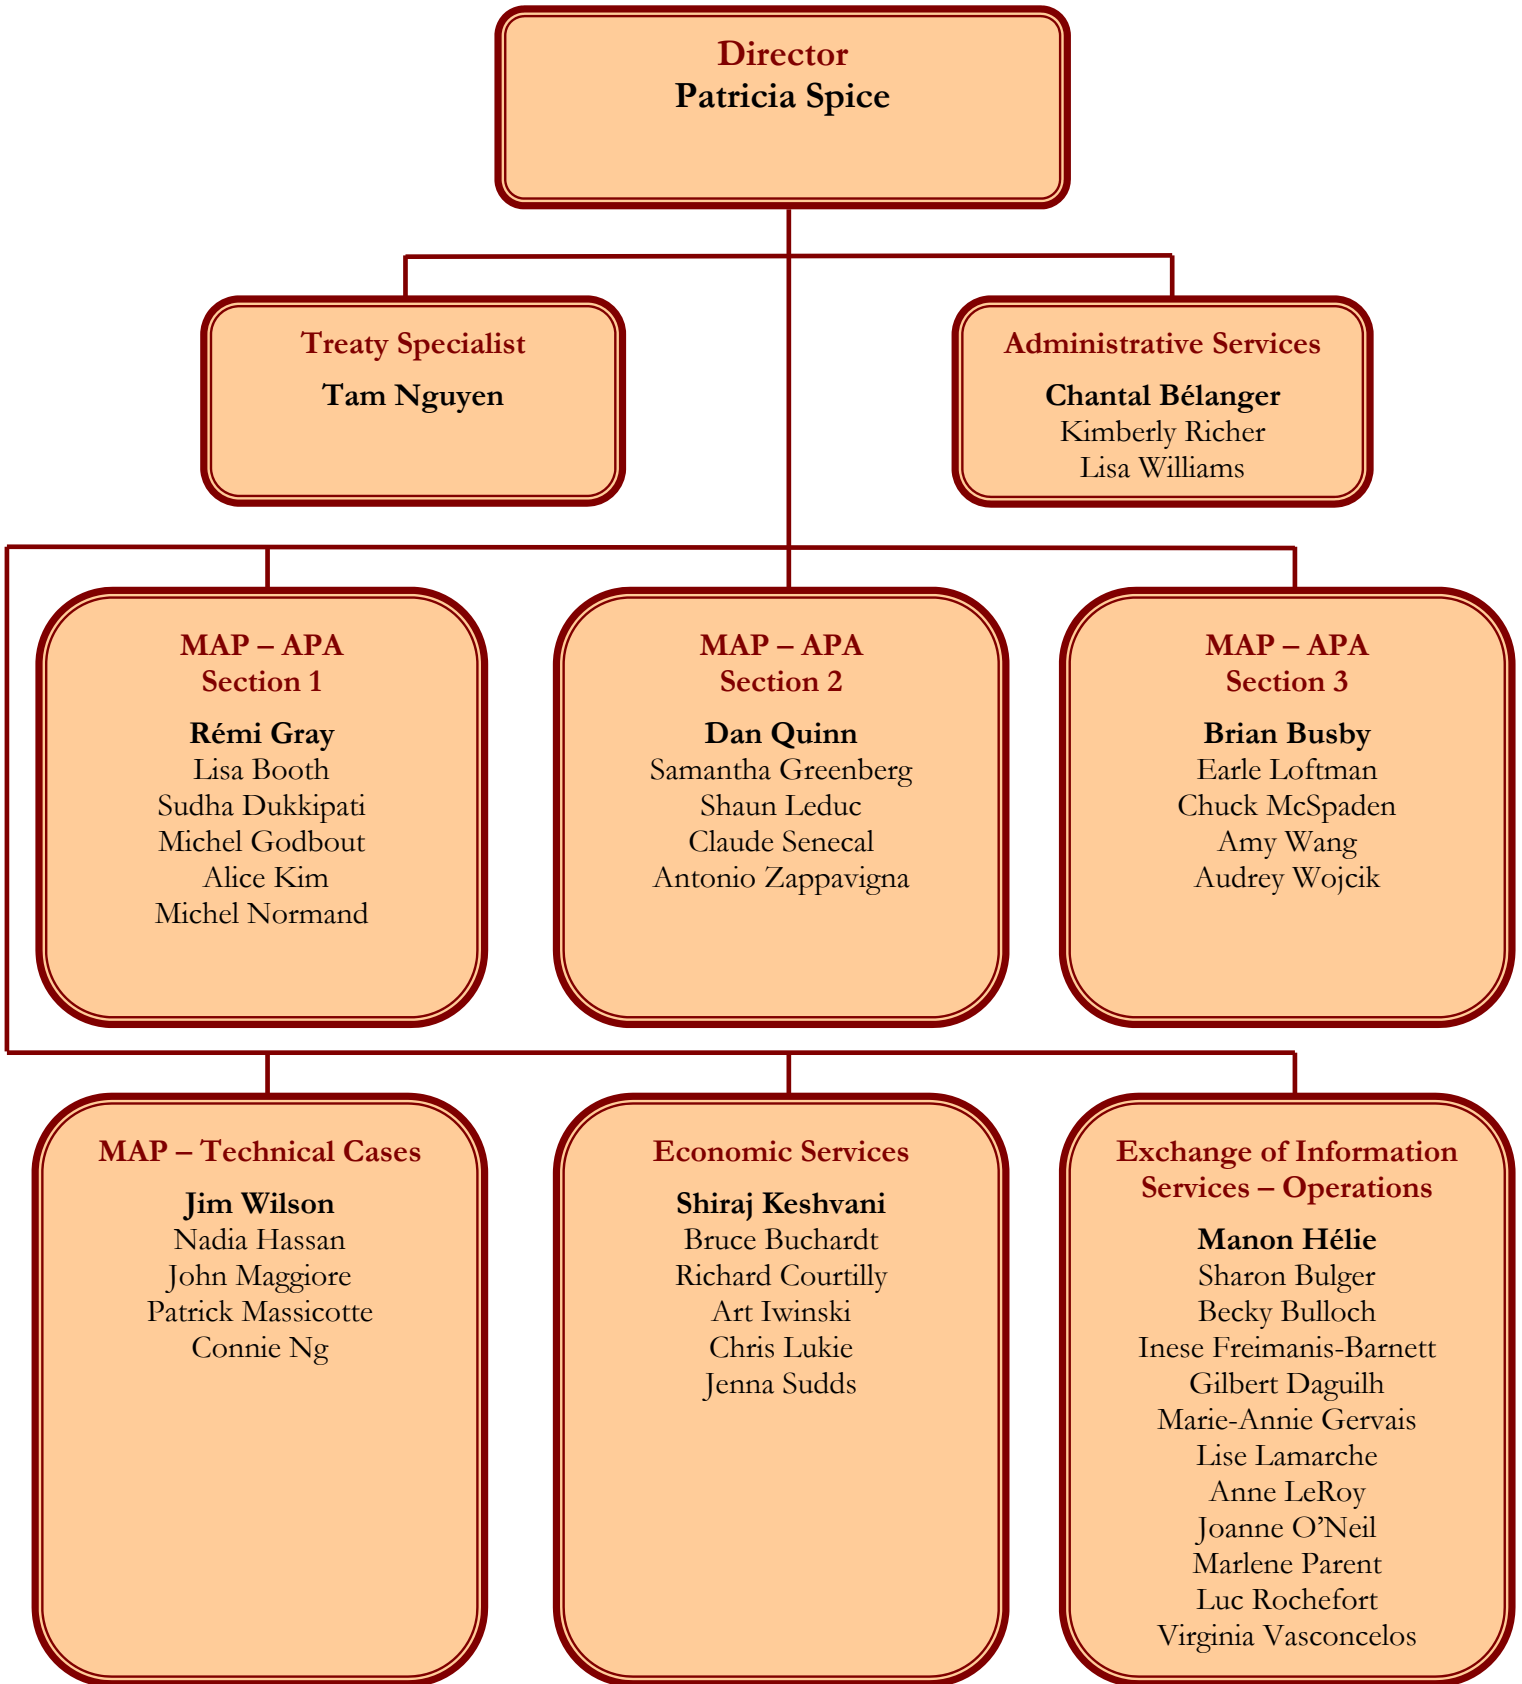 Director
Patricia Spice
Treaty Specialist
Tam Nguyen
Administrative Services
Chantal Bélanger
Kimberly Richer
Lisa Williams
MAP – APA
Section 1
Rémi Gray
Lisa Booth
Sudha Dukkipati
Michel Godbout
Alice Kim
Michel Normand
MAP – APA
Section 2
Dan Quinn
Samantha Greenberg
Shaun Leduc
Claude Senecal
Antonio Zappavigna
MAP – APA
Section 3
Brian Busby
Earle Loftman
Chuck McSpaden
Amy Wang
Audrey Wojcik
MAP – Technical Cases
Jim Wilson
Nadia Hassan
John Maggiore
Patrick Massicotte
Connie Ng
Economic Services
Shiraj Keshvani
Bruce Buchardt
Richard Courtilly
Art Iwinski
Chris Lukie
Jenna Sudds
Exchange of Information
Services – Operations
Manon Hélie
Sharon Bulger
Becky Bulloch
Inese Freimanis-Barnett
Gilbert Daguilh
Marie-Annie Gervais
Lise Lamarche
Anne LeRoy
Joanne O’Neil
Marlene Parent
Luc Rochefort
Virginia Vasconcelos